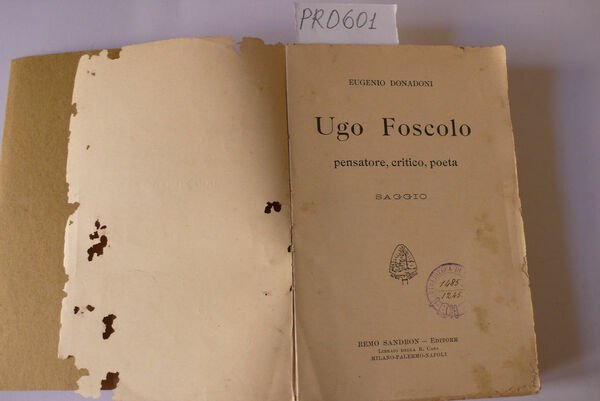 PRO601
EUGENIO DONADONI
Ugo Foscolo
pensatore, critico, poeta
SAGGIO
1485
1245
REMO SANDRON — EDITORE
LIBRAIO DELLA R. CASA
MILANO-PALERMO-NAPOLI